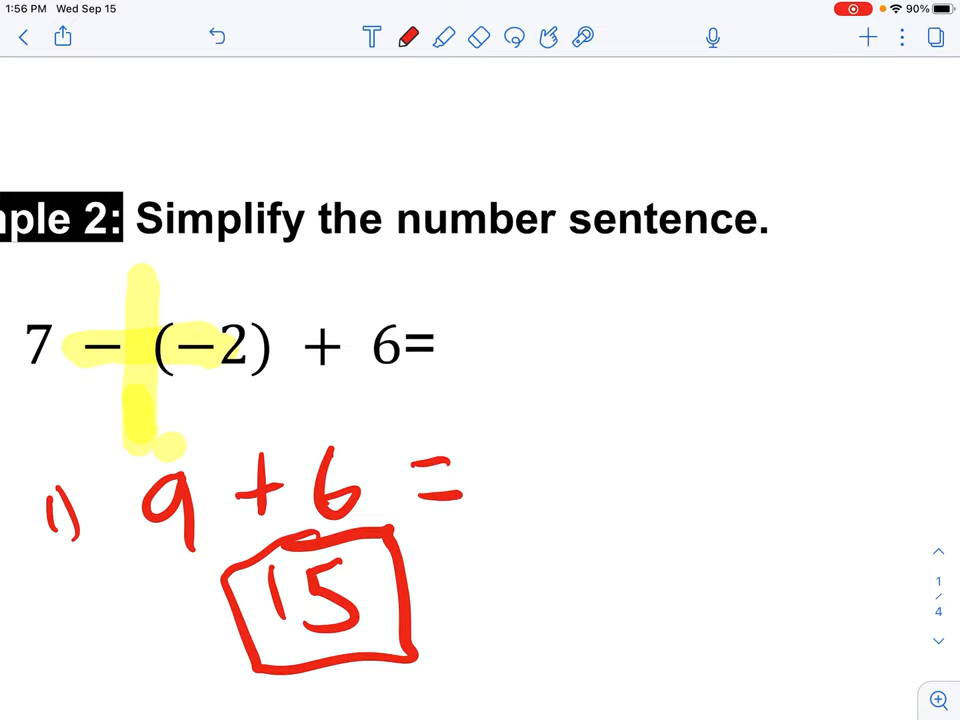 1:56 PM Wed Sep 15 90%
mple 2: Simplify the number sentence.
7 − (−2) + 6=
1) 9 + 6 =
15
1
/
4